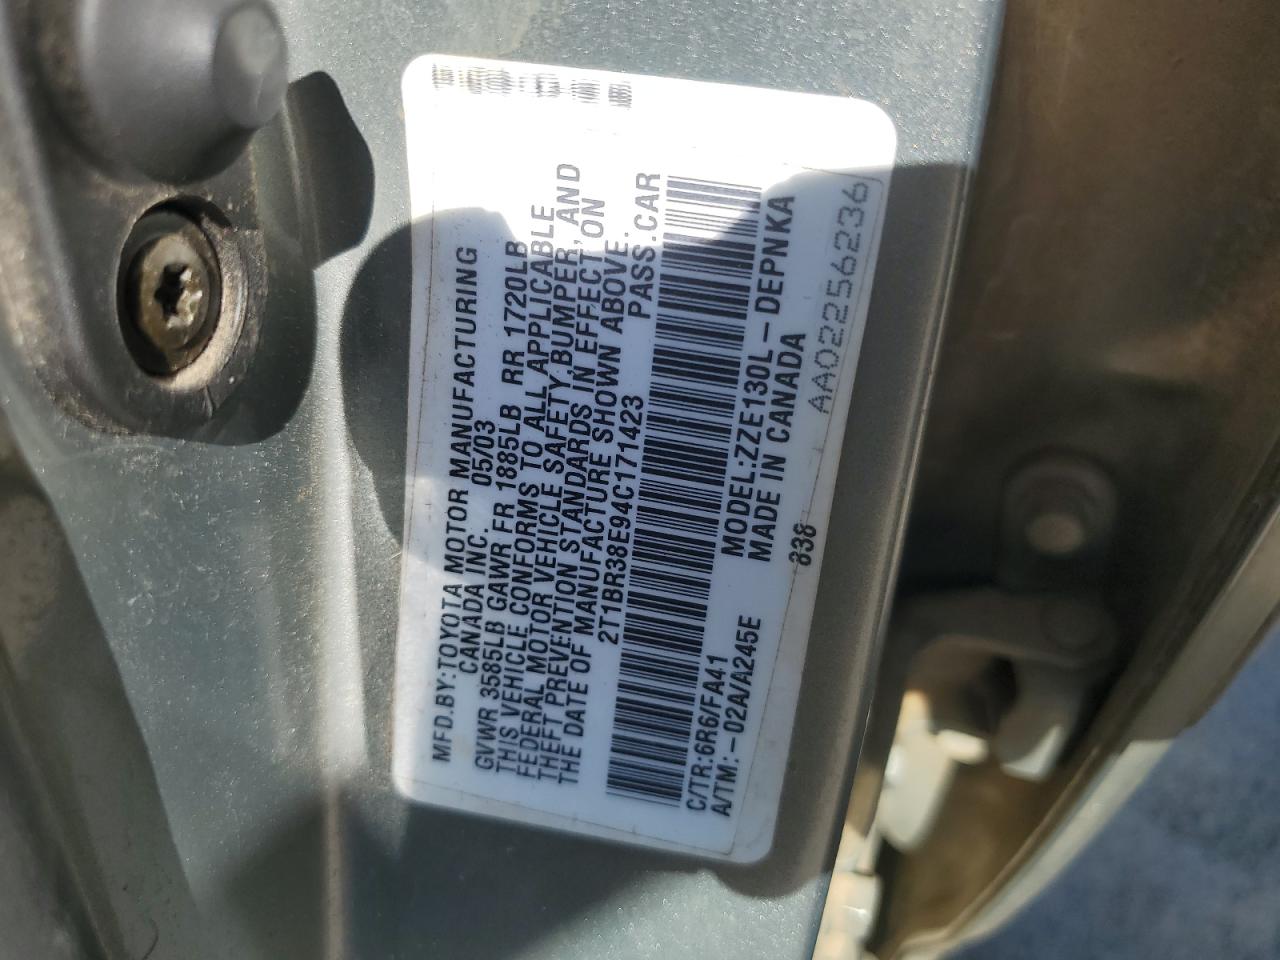 MFD.BY:TOYOTA MOTOR MANUFACTURING
CANADA INC. 05/03
GVWR 3585LB GAWR FR 1885LB RR 1720LB
THIS VEHICLE CONFORMS TO ALL APPLICABLE
FEDERAL MOTOR VEHICLE SAFETY,BUMPER,AND
THEFT PREVENTION STANDARDS IN EFFECT ON
THE DATE OF MANUFACTURE SHOWN ABOVE.
2T1BR38E94C171423 PASS.CAR
C/TR:6R6/FA41 MODEL:ZZE130L-DEPNKA
A/TM:-02A/A245E MADE IN CANADA
838 AA02256236